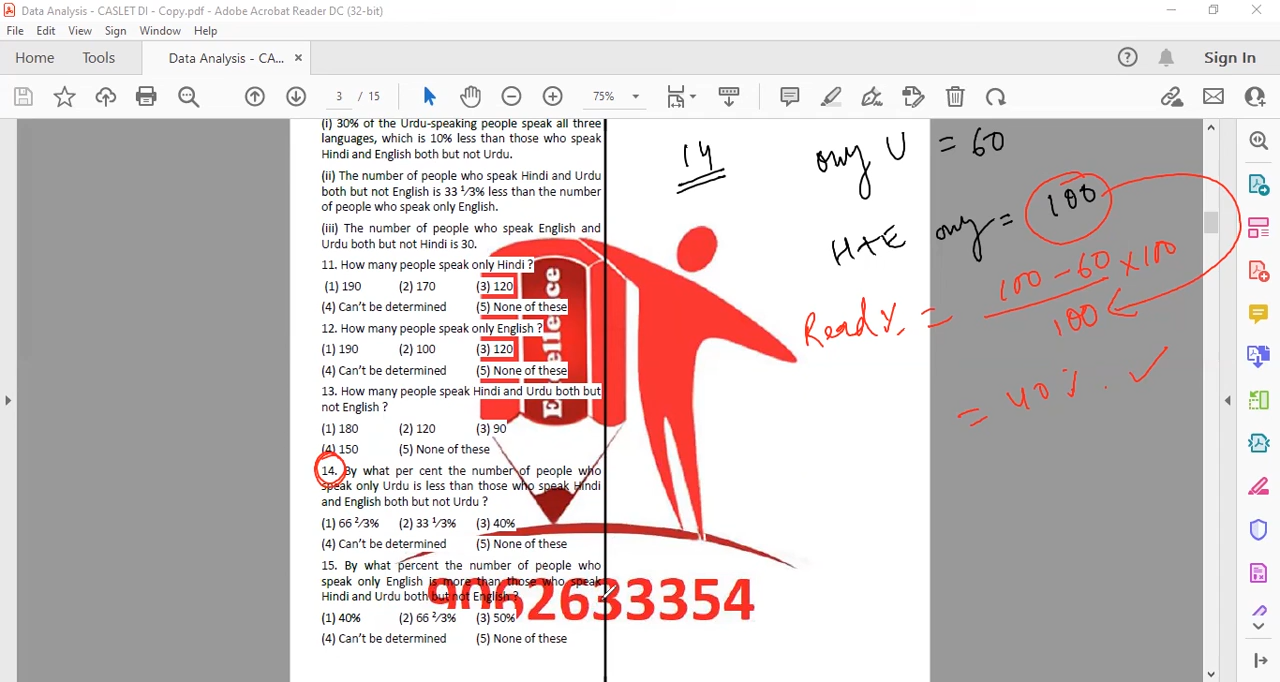 Data Analysis - CASLET DI - Copy.pdf - Adobe Acrobat Reader DC (32-bit)
File Edit View Sign Window Help
Home Tools Data Analysis - CA... × Sign In
3 / 15 75%
(i) 30% of the Urdu-speaking people speak all three
languages, which is 10% less than those who speak
Hindi and English both but not Urdu.
(ii) The number of people who speak Hindi and Urdu
both but not English is 33 ¹⁄3% less than the number
of people who speak only English.
(iii) The number of people who speak English and
Urdu both but not Hindi is 30.
11. How many people speak only Hindi ?
(1) 190 (2) 170 (3) 120
(4) Can't be determined (5) None of these
12. How many people speak only English ?
(1) 190 (2) 100 (3) 120
(4) Can't be determined (5) None of these
13. How many people speak Hindi and Urdu both but
not English ?
(1) 180 (2) 120 (3) 90
(4) 150 (5) None of these
14. By what per cent the number of people who
speak only Urdu is less than those who speak Hindi
and English both but not Urdu ?
(1) 66 ²⁄3% (2) 33 ¹⁄3% (3) 40%
(4) Can't be determined (5) None of these
15. By what percent the number of people who
speak only English is more than those who speak
Hindi and Urdu both but not English ?
(1) 40% (2) 66 ²⁄3% (3) 50%
(4) Can't be determined (5) None of these
Excellence
9062633354
14
only U = 60
H+E only = 100
Read % = 100 - 60 × 100
100
= 40 % . ✓